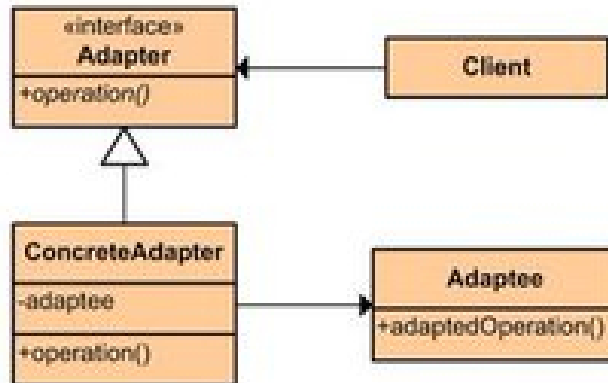 «interface»
Adapter
+operation()
Client
ConcreteAdapter
-adaptee
+operation()
Adaptee
+adaptedOperation()